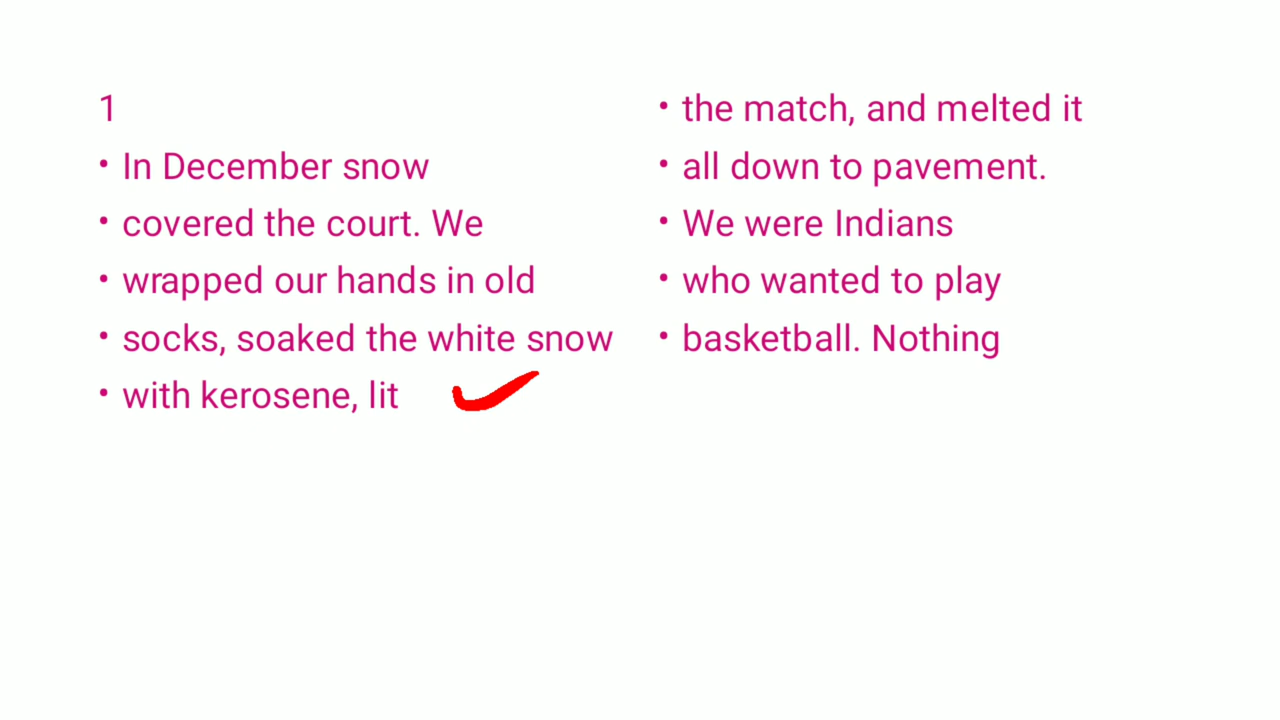 1
• In December snow
• covered the court. We
• wrapped our hands in old
• socks, soaked the white snow
• with kerosene, lit
• the match, and melted it
• all down to pavement.
• We were Indians
• who wanted to play
• basketball. Nothing